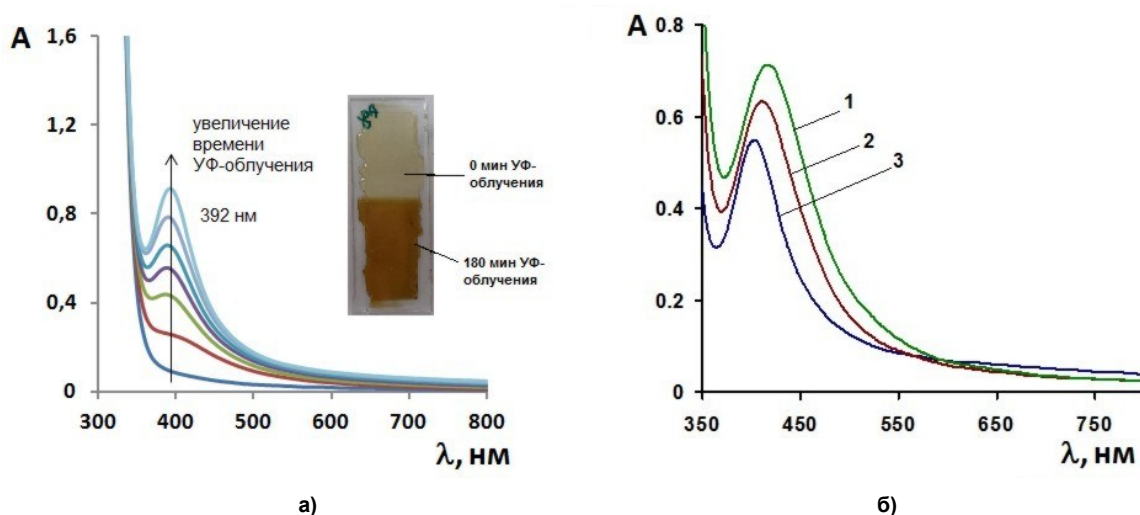 A
1,6
1,2
0,8
0,4
0
увеличение
времени
УФ-облучения
392 нм
0 мин УФ-
облучения
180 мин УФ-
облучения
300 400 500 600 700 800
λ, нм
а)
A
0.8
0.6
0.4
0.2
0
1
2
3
350 450 550 650 750
λ, нм
б)